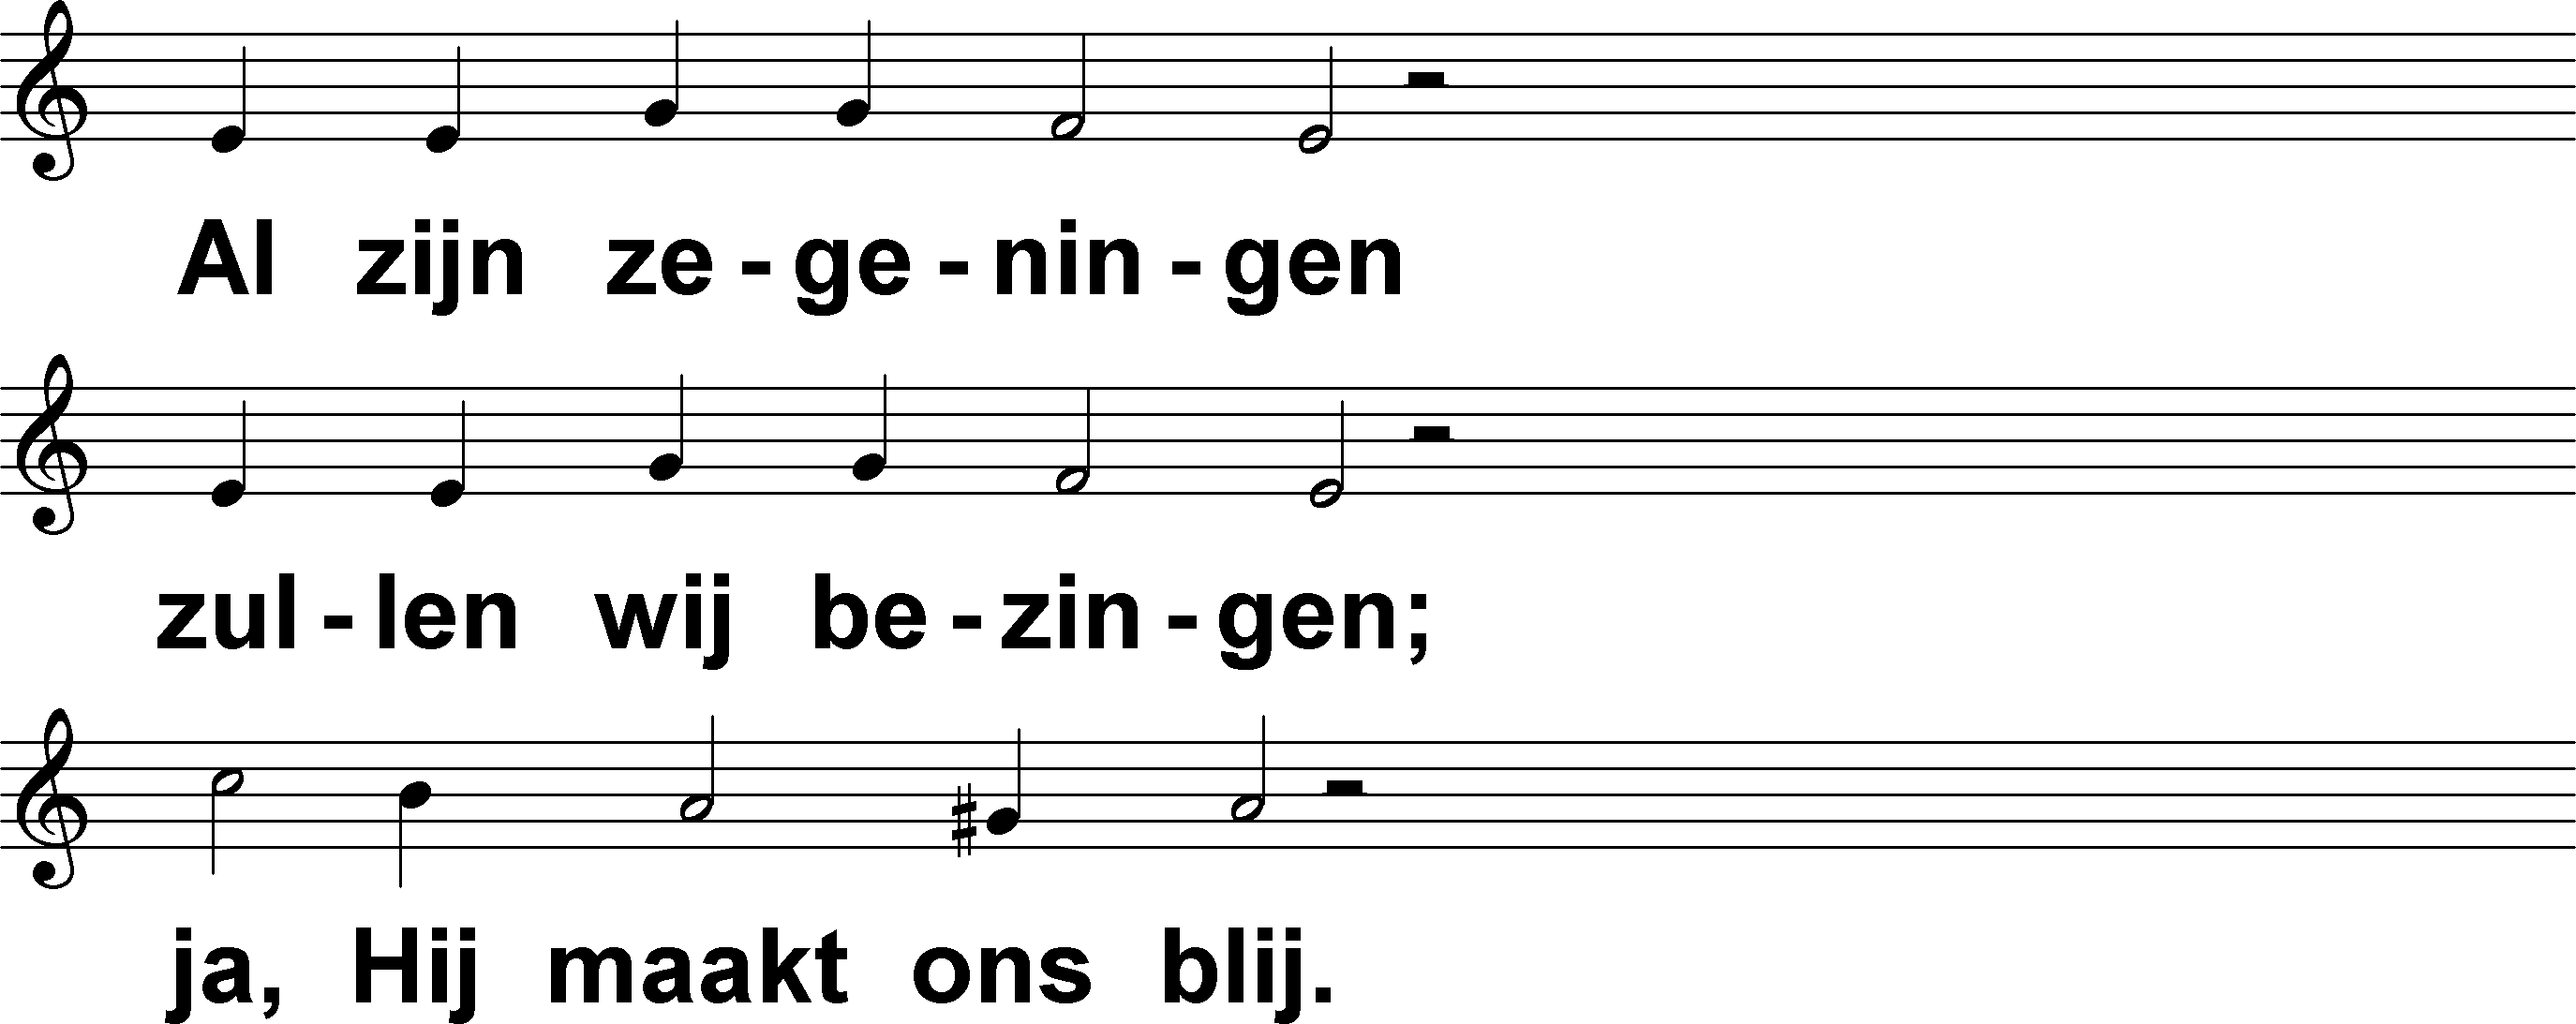 Al zijn ze - ge - nin - gen
zul - len wij be - zin - gen;
ja, Hij maakt ons blij.